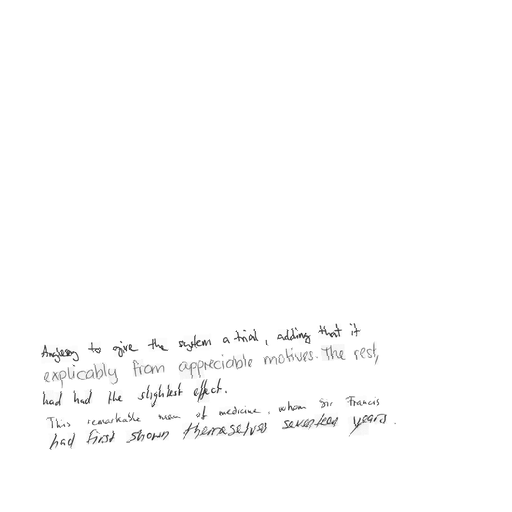 Anglesey to give the system a trial, adding that it
explicably from appreciable motives. The rest,
had had the slightest effect.
This remarkable man of medicine, whom Sir Francis
had first shown themselves seventeen years.